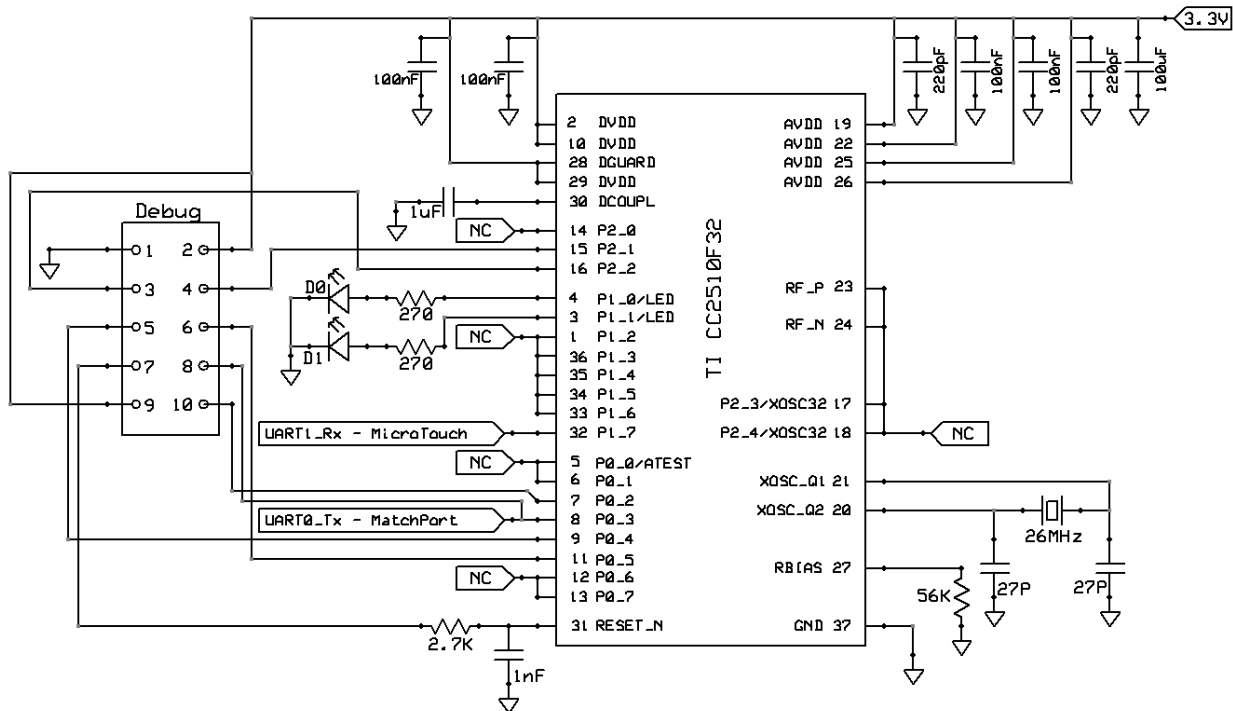 3.3V
100nF
100nF
220pF
100nF
100nF
220pF
100uF
2 DVDD
10 DVDD
28 DGUARD
29 DVDD
30 DCOUPL
1uF
14 P2_0
15 P2_1
16 P2_2
4 P1_0/LED
3 P1_1/LED
1 P1_2
36 P1_3
35 P1_4
34 P1_5
33 P1_6
32 P1_7
5 P0_0/ATEST
6 P0_1
7 P0_2
8 P0_3
9 P0_4
11 P0_5
12 P0_6
13 P0_7
31 RESET_N
TI CC2510F32
AVDD 19
AVDD 22
AVDD 25
AVDD 26
RF_P 23
RF_N 24
P2_3/XOSC32 17
P2_4/XOSC32 18
XOSC_Q1 21
XOSC_Q2 20
RBIAS 27
GND 37
Debug
1 2
3 4
5 6
7 8
9 10
NC
D0
270
D1
270
NC
UART1_Rx - MicroTouch
NC
UART0_Tx - MatchPort
NC
2.7K
1nF
NC
26MHz
27P
27P
56K